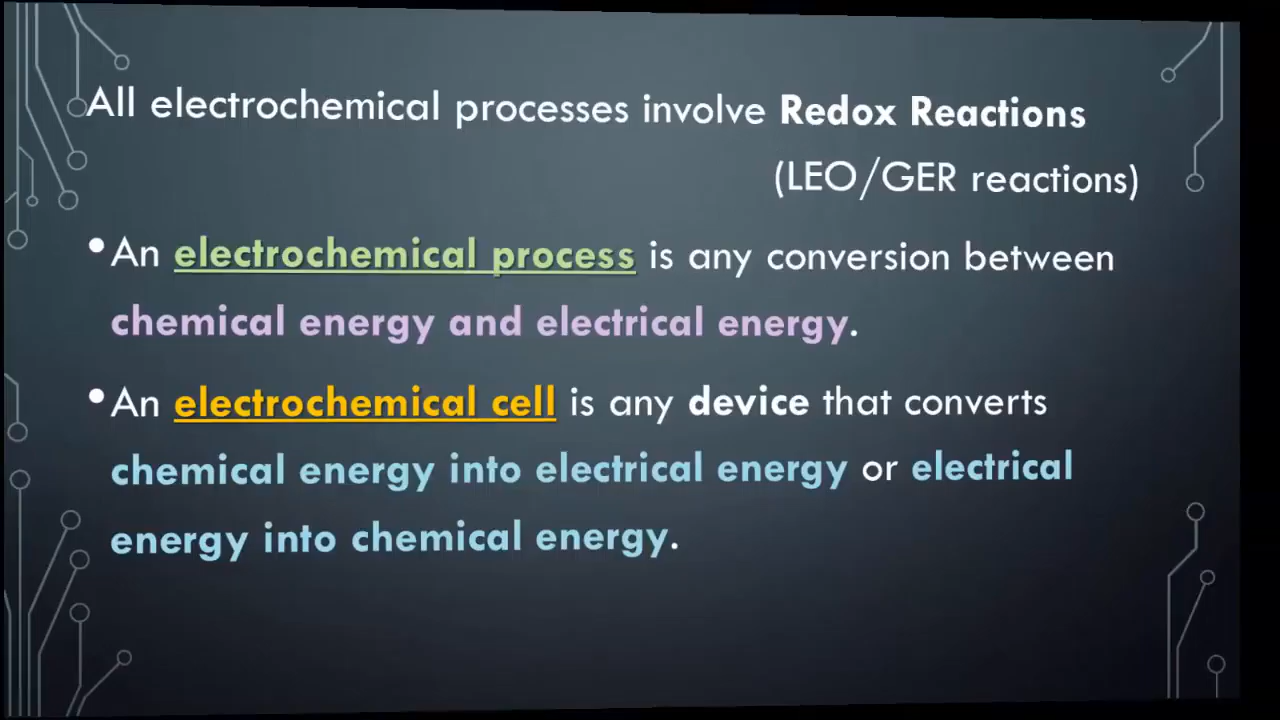 All electrochemical processes involve Redox Reactions
(LEO/GER reactions)
•An electrochemical process is any conversion between
chemical energy and electrical energy.
•An electrochemical cell is any device that converts
chemical energy into electrical energy or electrical
energy into chemical energy.